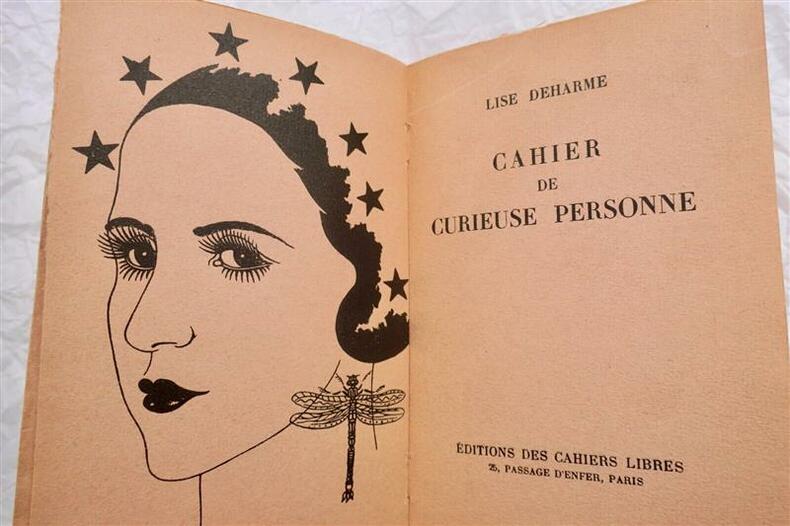 LISE DEHARME
CAHIER
DE
CURIEUSE PERSONNE
ÉDITIONS DES CAHIERS LIBRES
25, PASSAGE D'ENFER, PARIS